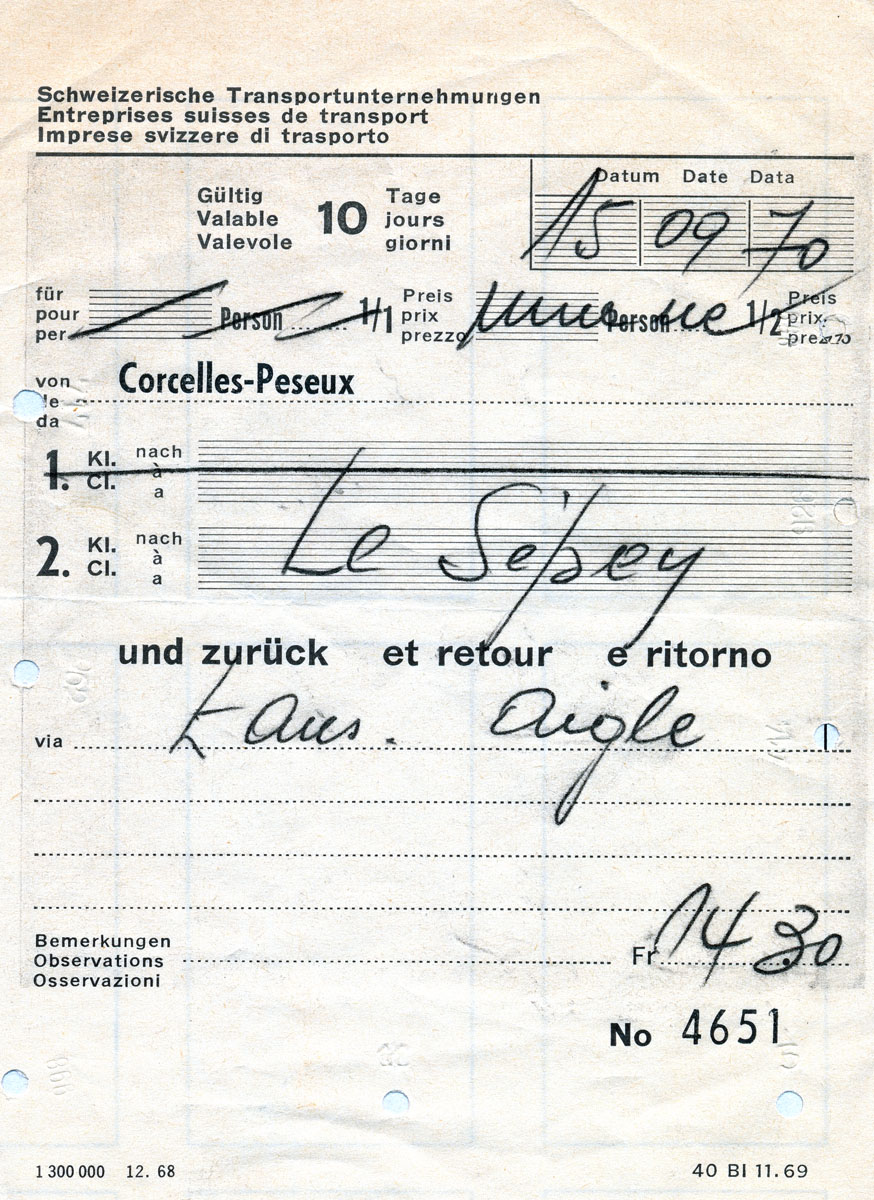 Schweizerische Transportunternehmungen
Entreprises suisses de transport
Imprese svizzere di trasporto
Datum Date Data
15 09 70
Gültig
Valable
Valevole
10
Tage
jours
giorni
für
pour
per
Person
1/1
Preis
prix
prezzo
une
Person
1/2
Preis
prix
prezzo
von
de
da
Corcelles-Peseux
1. Kl. Cl.
nach
à
a
2. Kl. Cl.
nach
à
a
Le Sépey
und zurück et retour e ritorno
via Laus. Aigle
Bemerkungen
Observations
Osservazioni
Fr 14.30
No 4651
1 300 000 12. 68
40 BI 11. 69